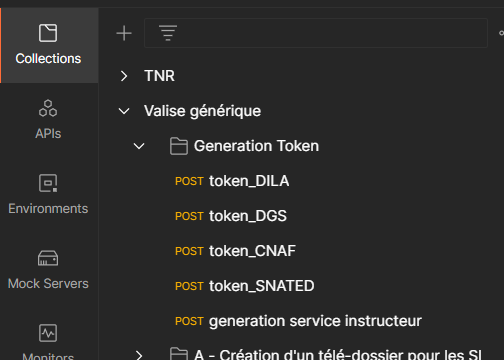 Collections
APIs
Environments
Mock Servers
Monitors
TNR
Valise générique
Generation Token
POST token_DILA
POST token_DGS
POST token_CNAF
POST token_SNATED
POST generation service instructeur
A - Création d'un télé-dossier pour les SI